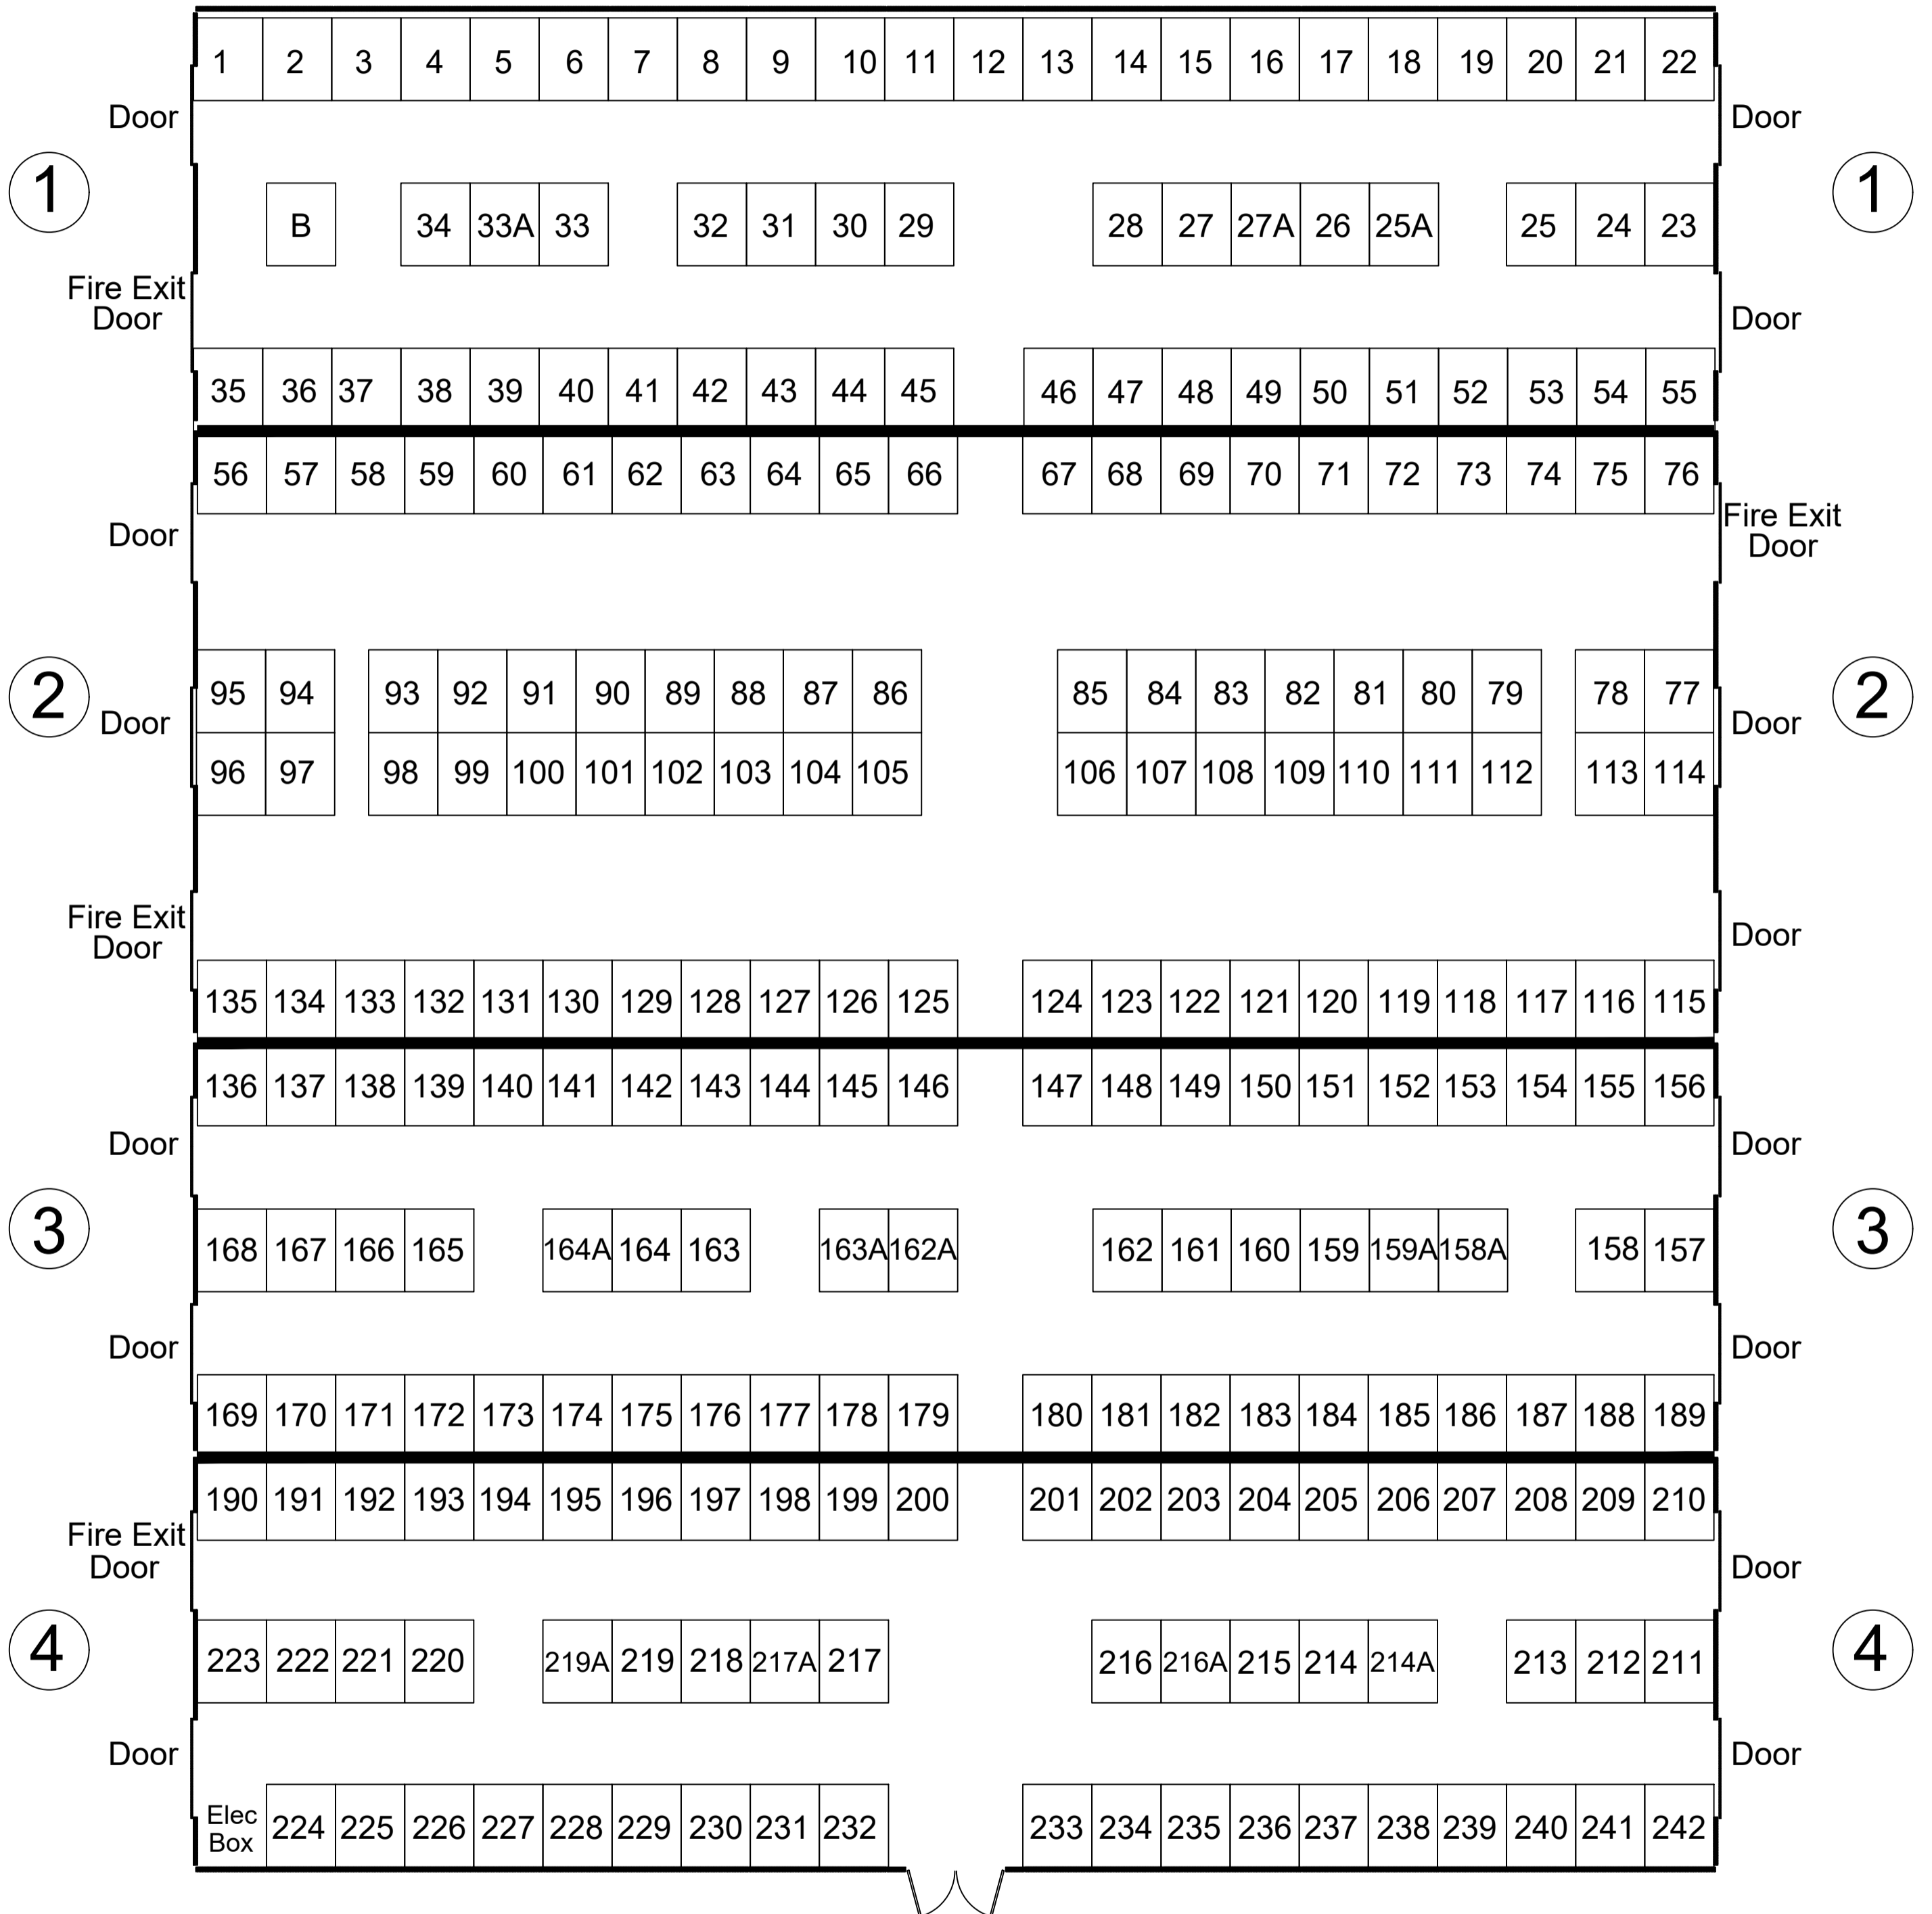 1 2 3 4 5 6 7 8 9 10 11 12 13 14 15 16 17 18 19 20 21 22
Door Door
1 1
B 34 33A 33 32 31 30 29 28 27 27A 26 25A 25 24 23
Fire Exit
Door Door
35 36 37 38 39 40 41 42 43 44 45 46 47 48 49 50 51 52 53 54 55
56 57 58 59 60 61 62 63 64 65 66 67 68 69 70 71 72 73 74 75 76
Door Fire Exit
Door
95 94 93 92 91 90 89 88 87 86 85 84 83 82 81 80 79 78 77
2 2
Door Door
96 97 98 99 100 101 102 103 104 105 106 107 108 109 110 111 112 113 114
Fire Exit
Door Door
135 134 133 132 131 130 129 128 127 126 125 124 123 122 121 120 119 118 117 116 115
136 137 138 139 140 141 142 143 144 145 146 147 148 149 150 151 152 153 154 155 156
Door Door
3 3
168 167 166 165 164A 164 163 163A 162A 162 161 160 159 159A 158A 158 157
Door Door
169 170 171 172 173 174 175 176 177 178 179 180 181 182 183 184 185 186 187 188 189
190 191 192 193 194 195 196 197 198 199 200 201 202 203 204 205 206 207 208 209 210
Fire Exit
Door Door
4 4
223 222 221 220 219A 219 218 217A 217 216 216A 215 214 214A 213 212 211
Door Door
Elec
Box
224 225 226 227 228 229 230 231 232 233 234 235 236 237 238 239 240 241 242